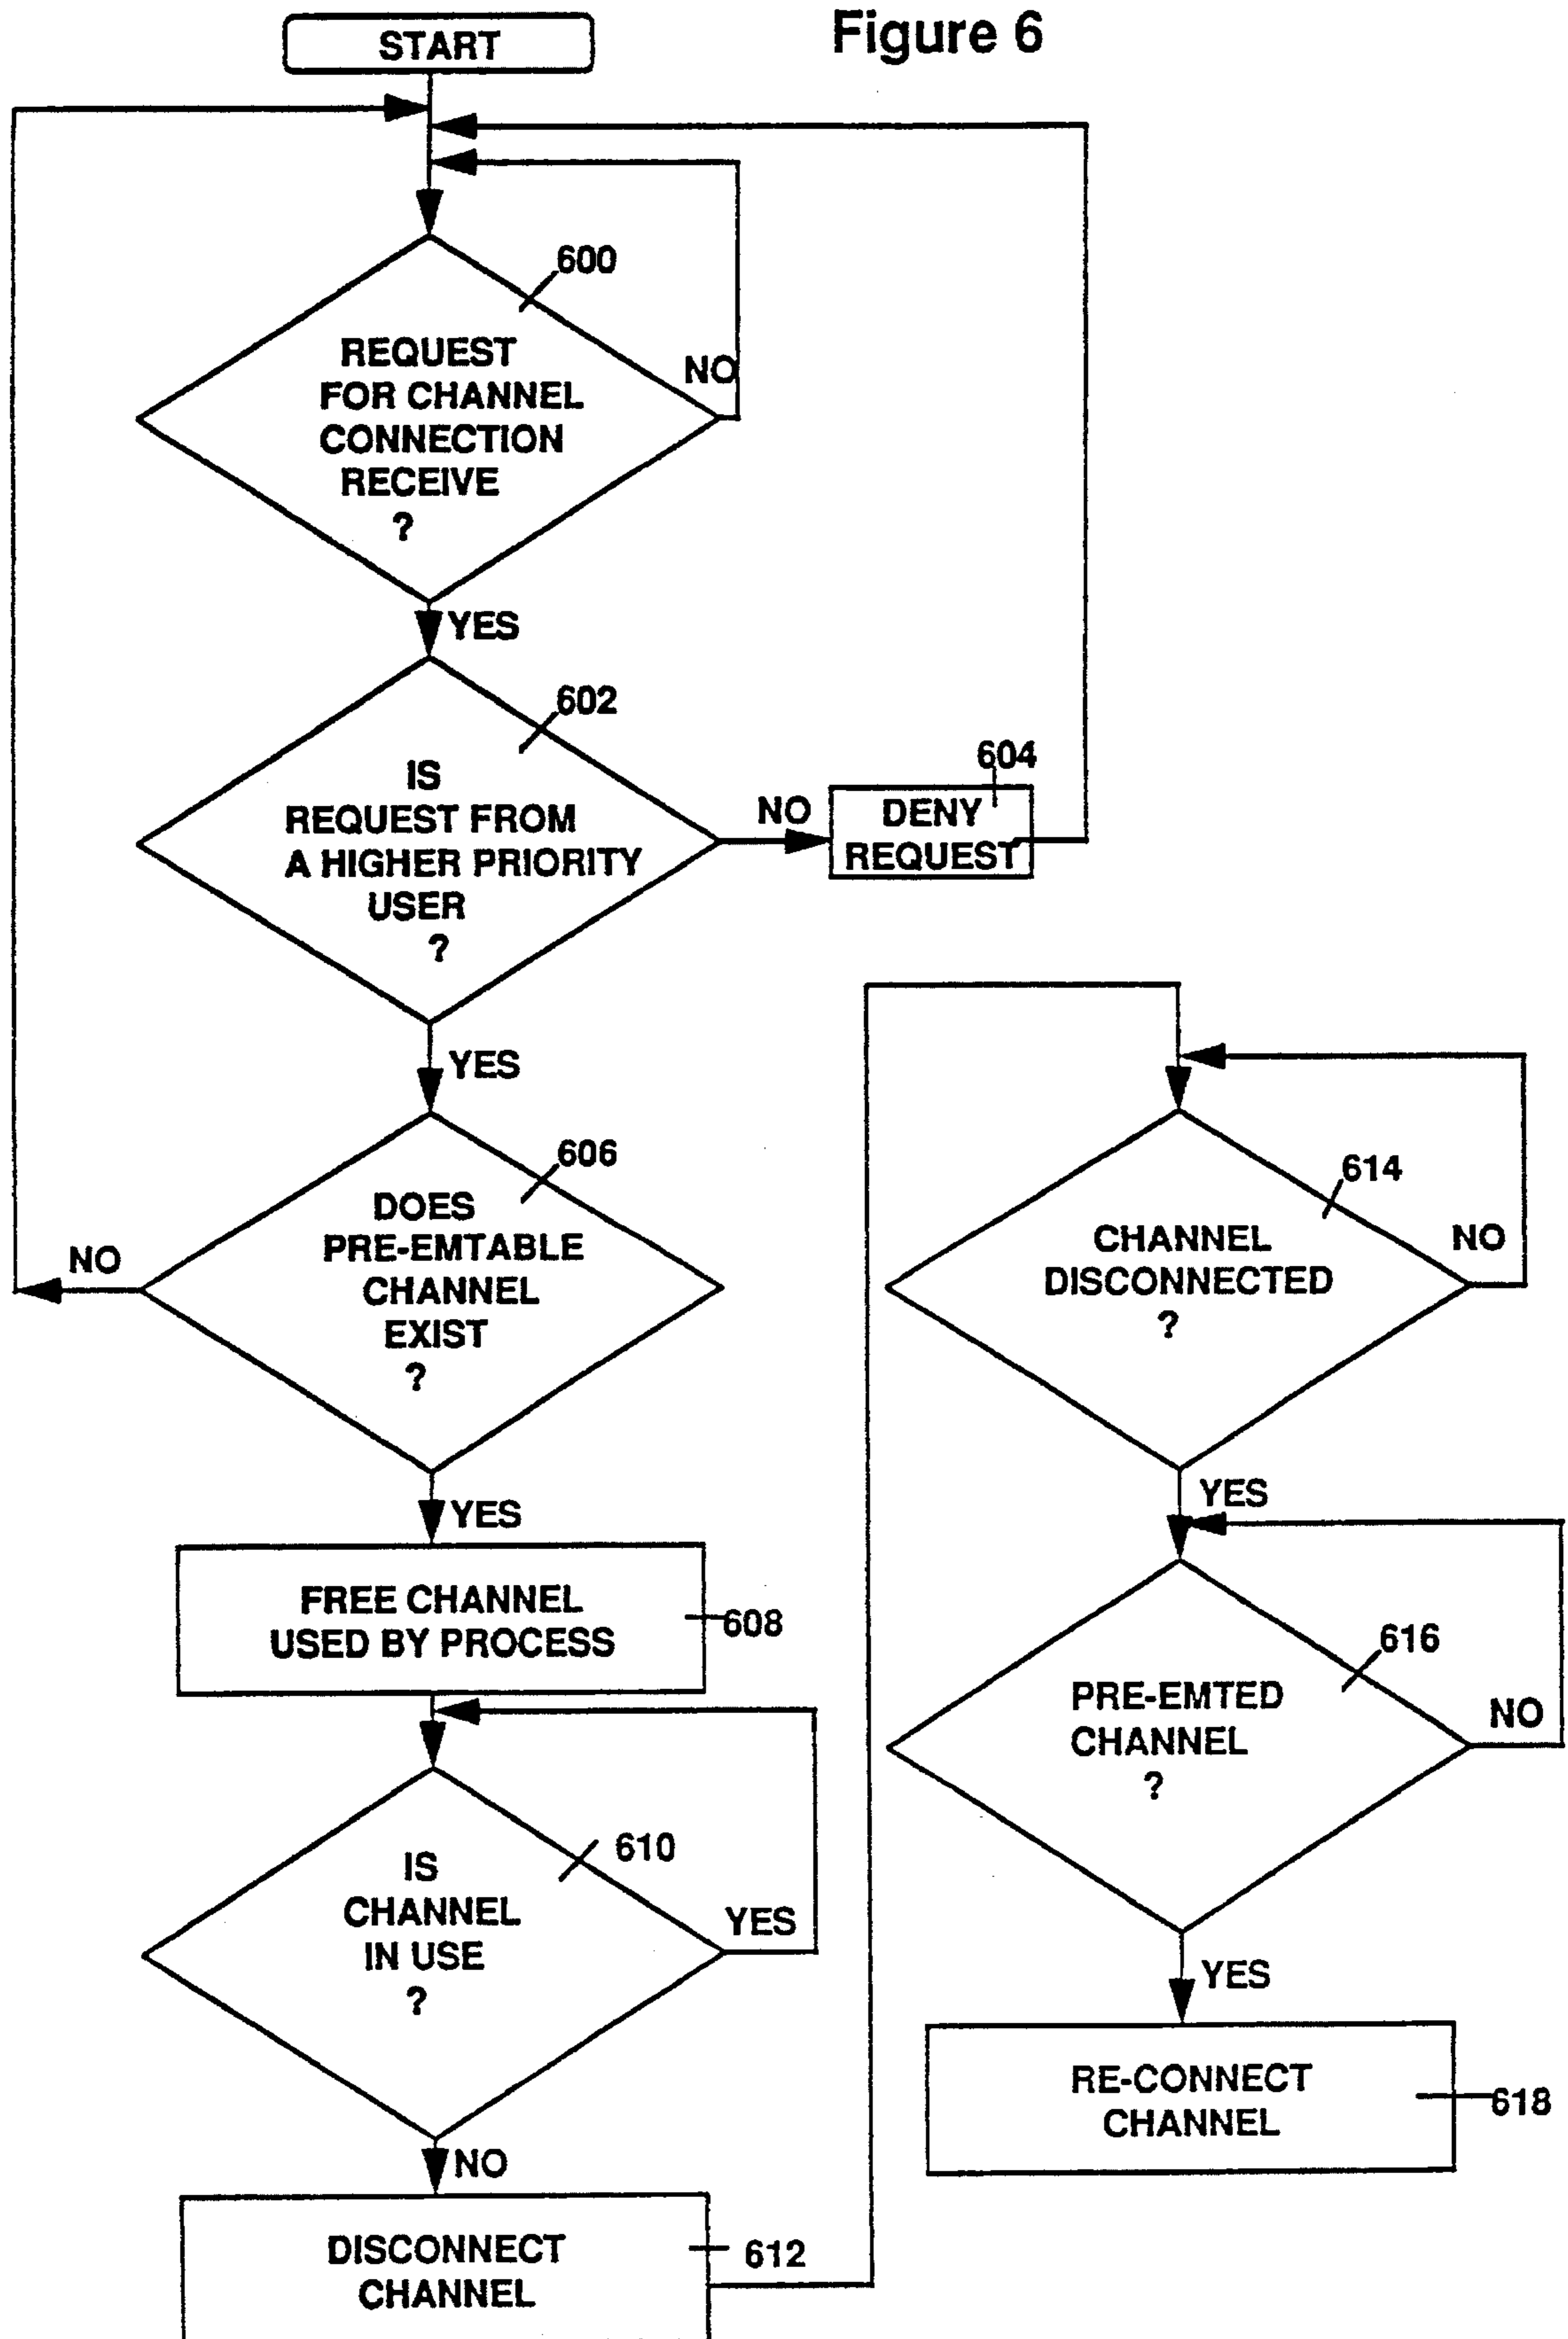 Figure 6
START
600
REQUEST
FOR CHANNEL
CONNECTION
RECEIVE
?
NO
YES
602
IS
REQUEST FROM
A HIGHER PRIORITY
USER
?
NO
604
DENY
REQUEST
YES
606
DOES
PRE-EMTABLE
CHANNEL
EXIST
?
NO
YES
FREE CHANNEL
USED BY PROCESS
608
610
IS
CHANNEL
IN USE
?
YES
NO
DISCONNECT
CHANNEL
612
614
CHANNEL
DISCONNECTED
?
NO
YES
616
PRE-EMTED
CHANNEL
?
NO
YES
RE-CONNECT
CHANNEL
618